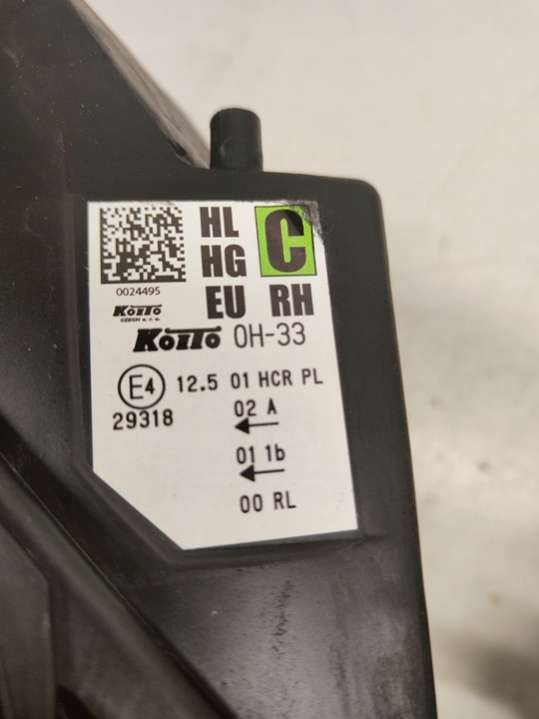 HL C
HG
EU RH
0024495
KOITO
CZECH s. r. o.
KOITO 0H-33
E4 12.5 01 HCR PL
29318 02 A
01 1b
00 RL